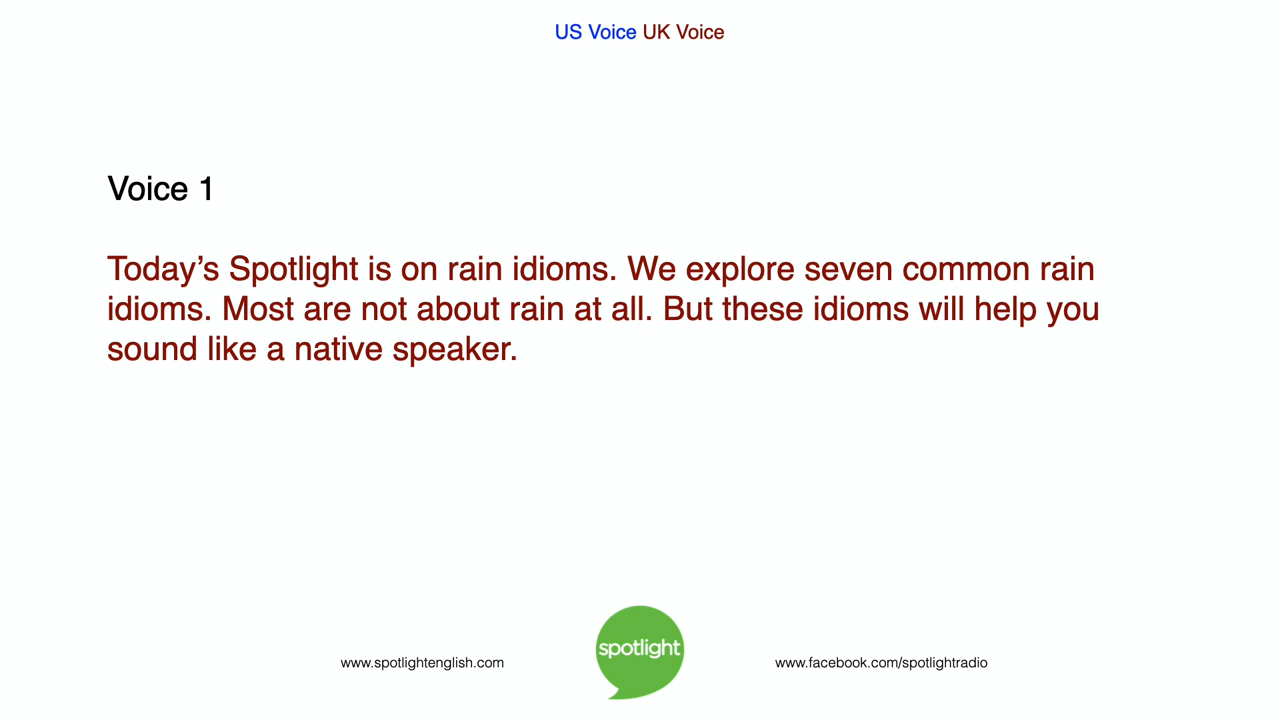 US Voice UK Voice
Voice 1
Today’s Spotlight is on rain idioms. We explore seven common rain
idioms. Most are not about rain at all. But these idioms will help you
sound like a native speaker.
www.spotlightenglish.com
spotlight
www.facebook.com/spotlightradio